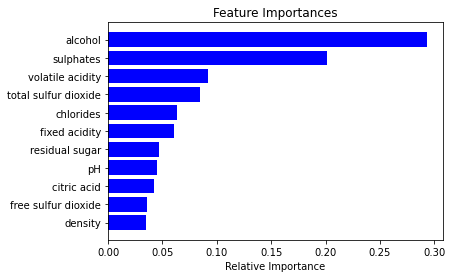 Feature Importances
alcohol
sulphates
volatile acidity
total sulfur dioxide
chlorides
fixed acidity
residual sugar
pH
citric acid
free sulfur dioxide
density
0.00 0.05 0.10 0.15 0.20 0.25 0.30
Relative Importance